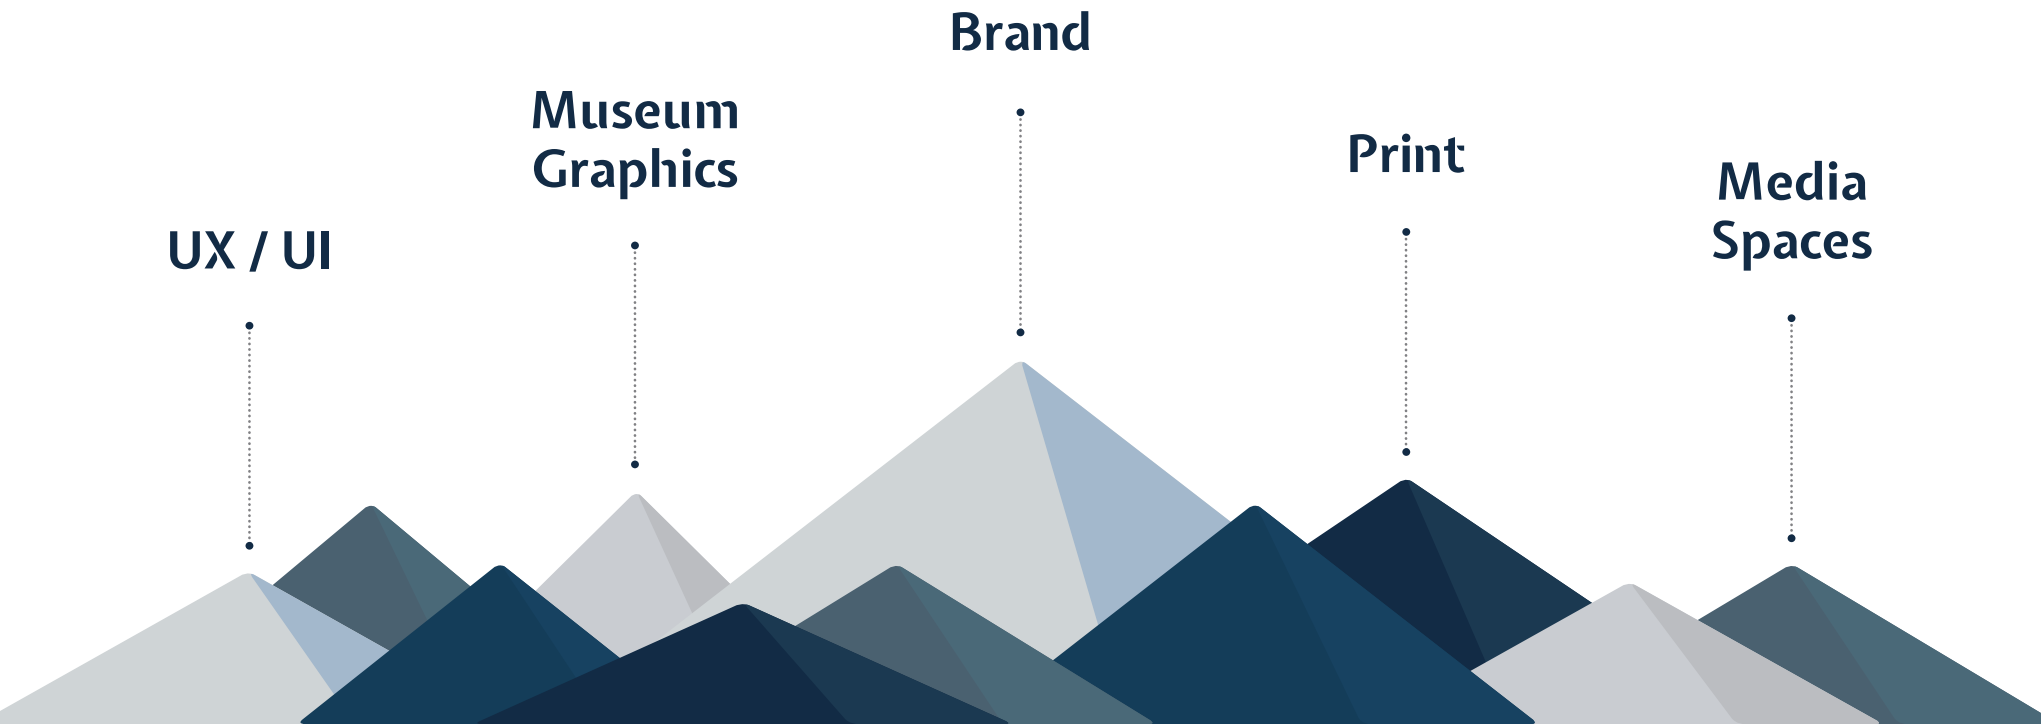 UX / UI
Museum
Graphics
Brand
Print
Media
Spaces